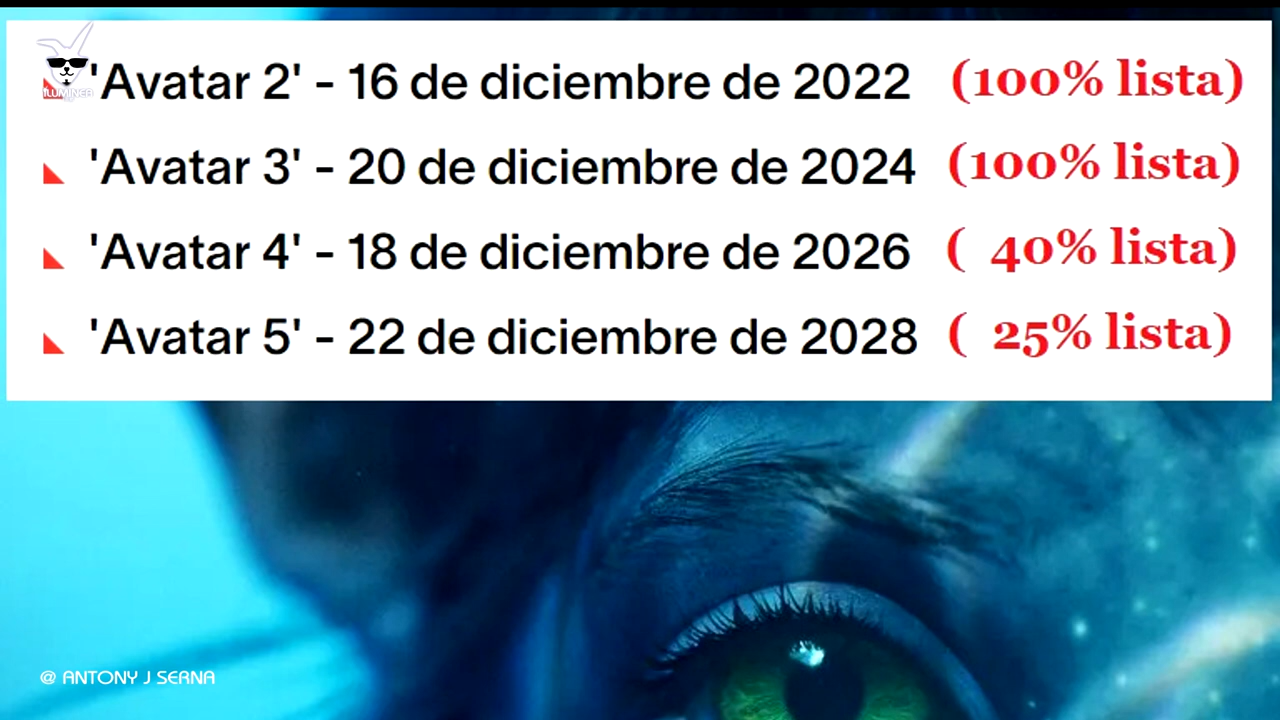 'Avatar 2' - 16 de diciembre de 2022 (100% lista)
ILUMINER
'Avatar 3' - 20 de diciembre de 2024 (100% lista)
'Avatar 4' - 18 de diciembre de 2026 ( 40% lista)
'Avatar 5' - 22 de diciembre de 2028 ( 25% lista)
@ ANTONY J SERNA